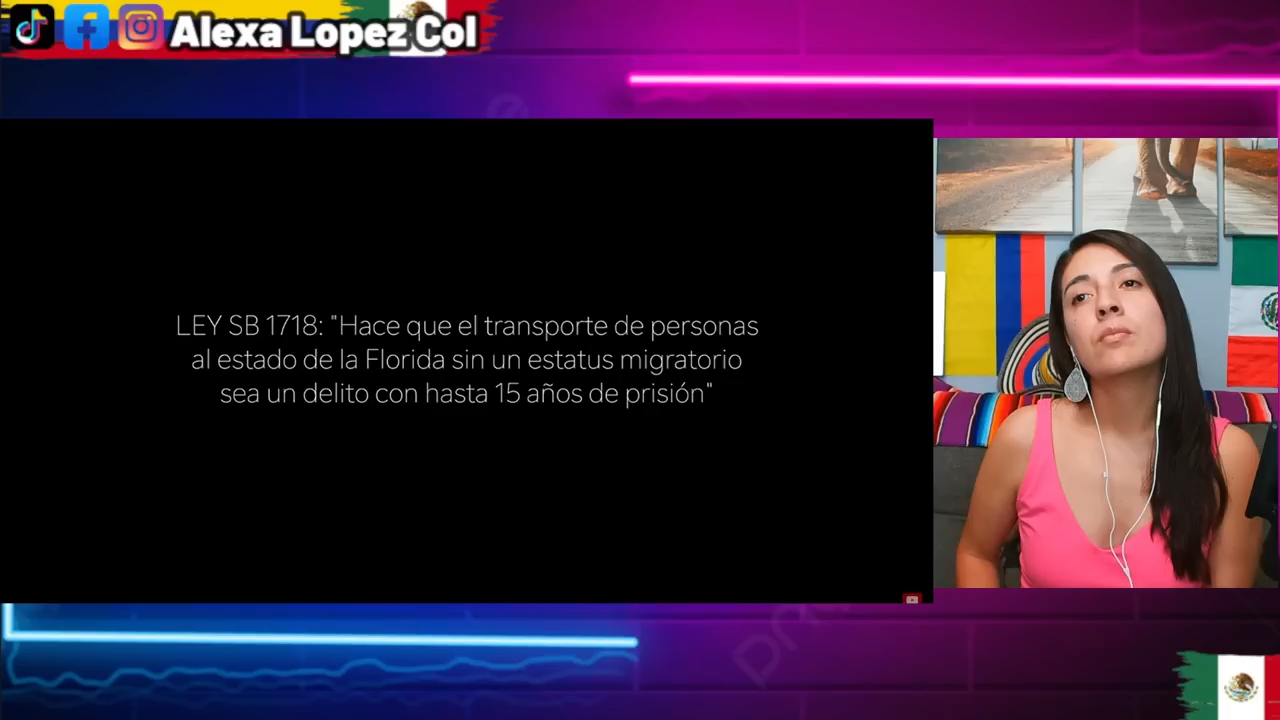 Alexa Lopez Col
LEY SB 1718: "Hace que el transporte de personas
al estado de la Florida sin un estatus migratorio
sea un delito con hasta 15 años de prisión"